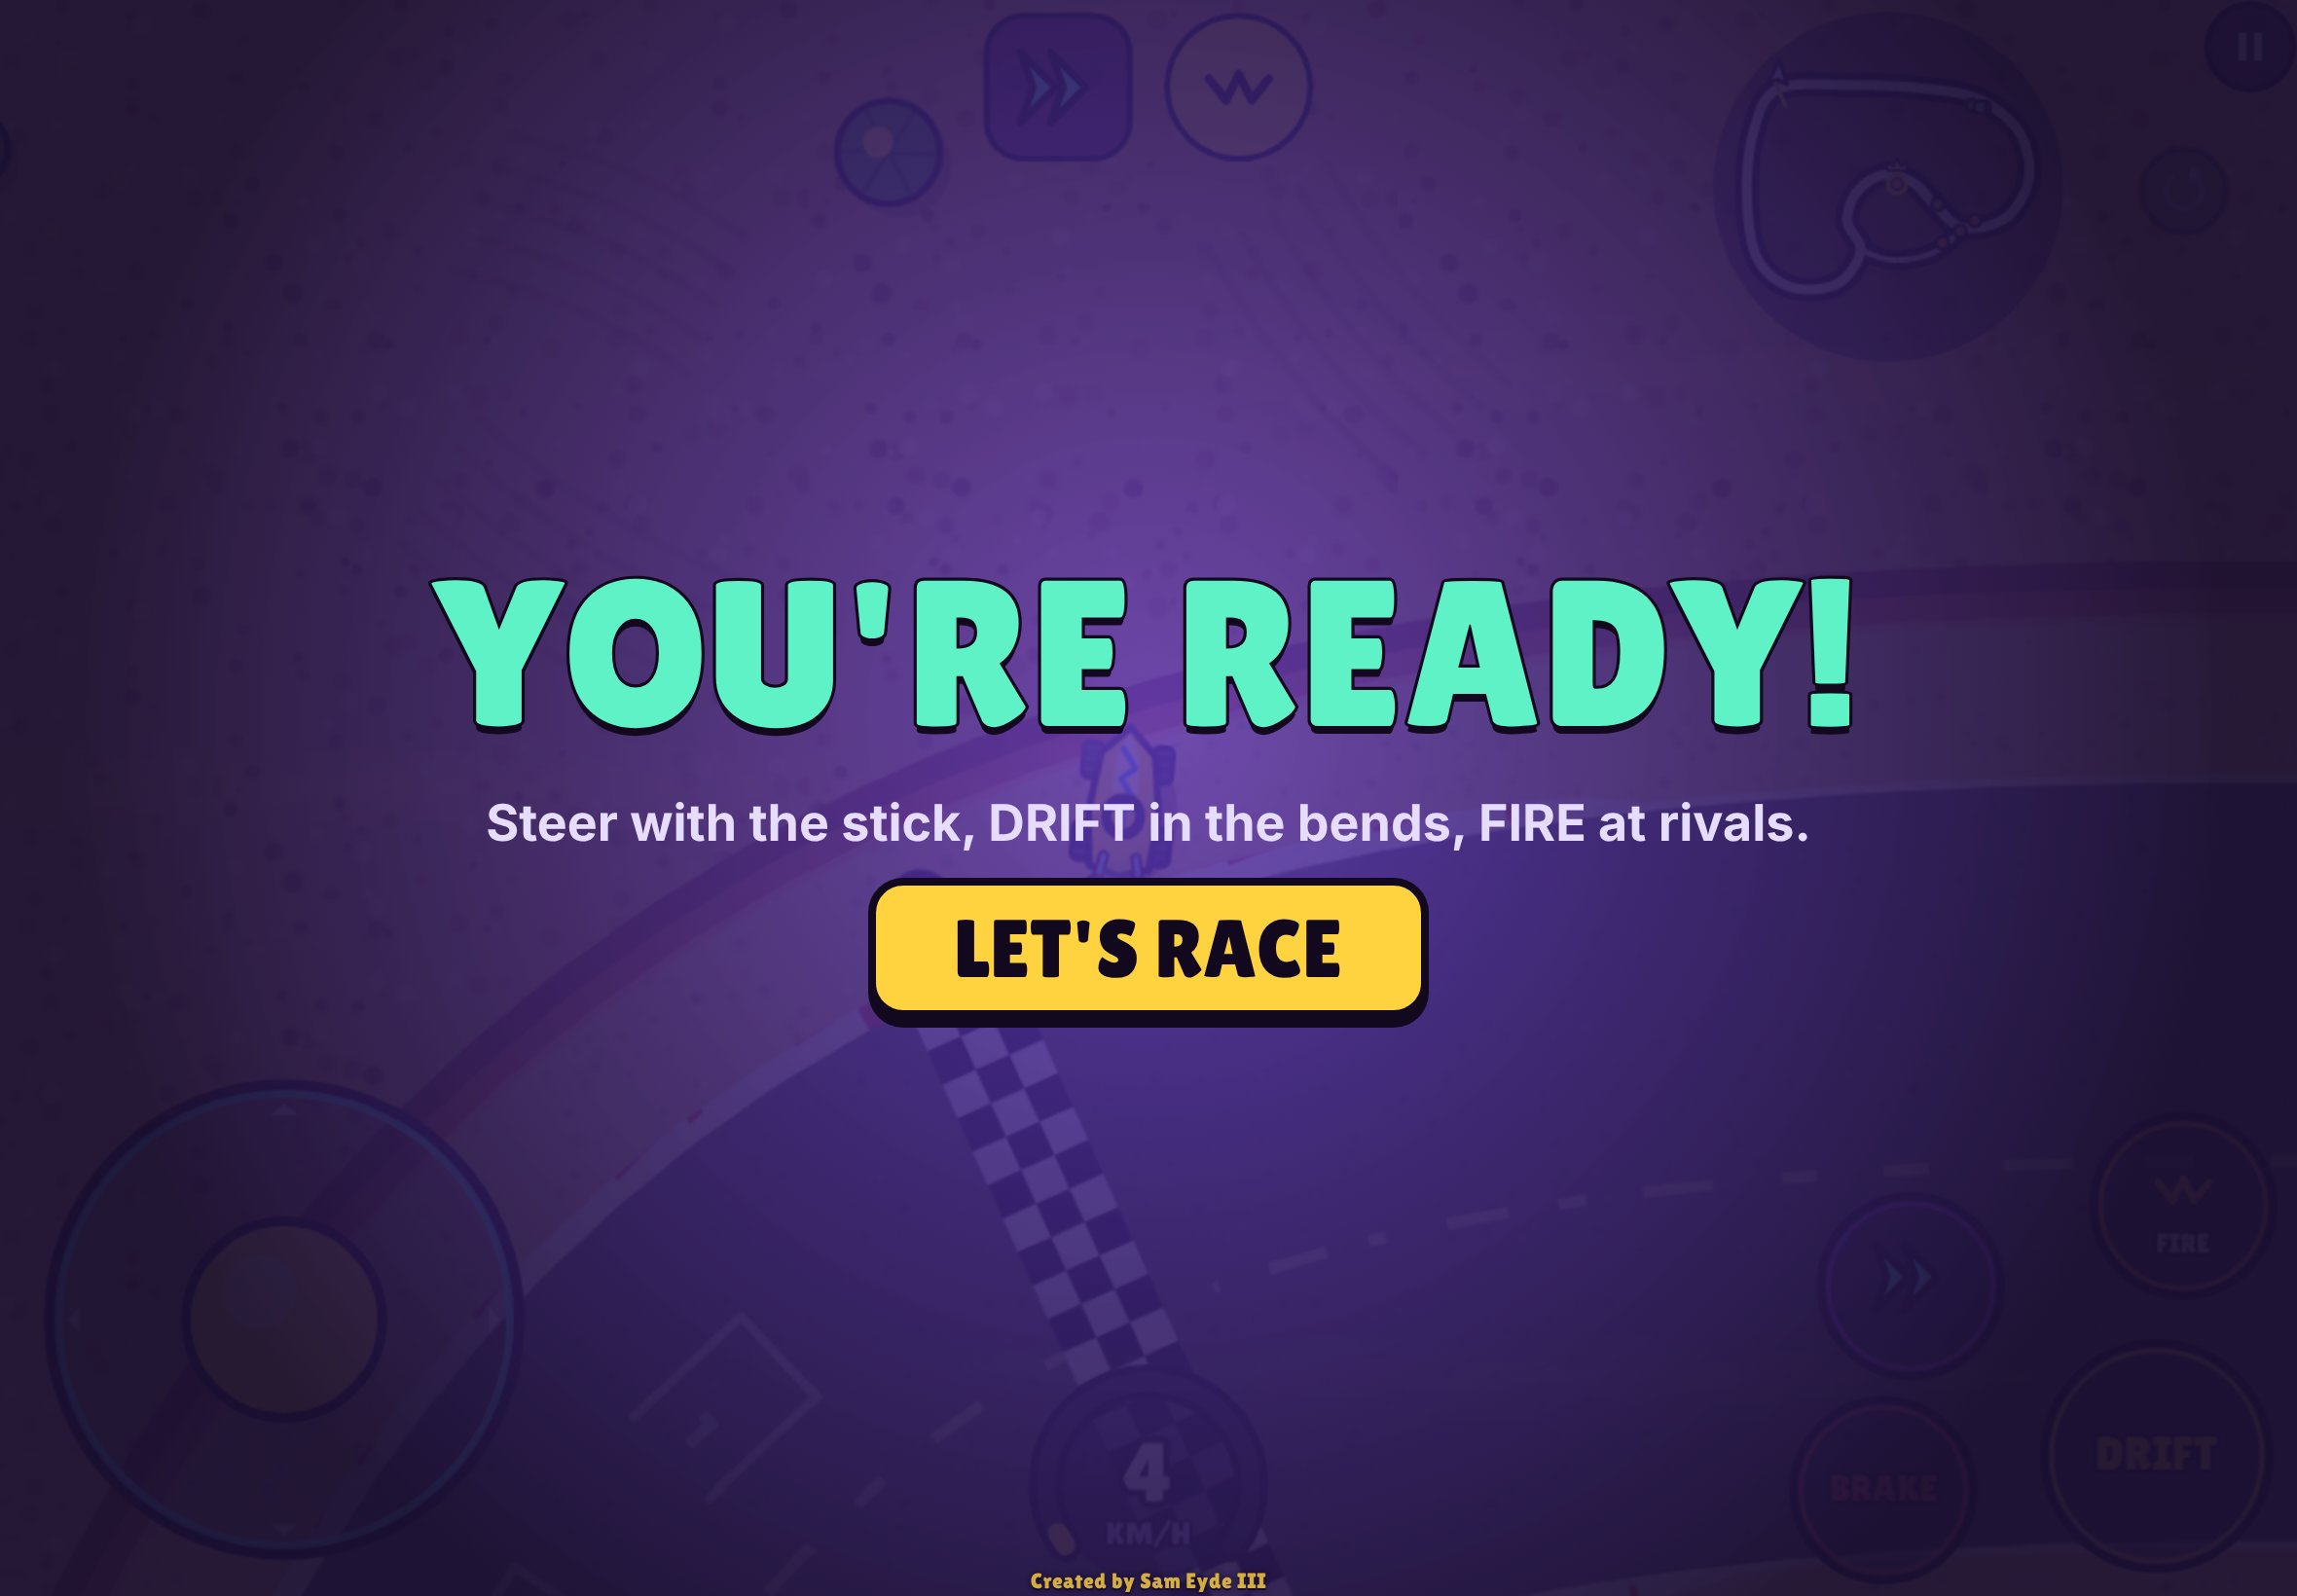 YOU'RE READY!
Steer with the stick, DRIFT in the bends, FIRE at rivals.
LET'S RACE
FIRE
DRIFT
BRAKE
4
KM/H
Created by Sam Eyde III